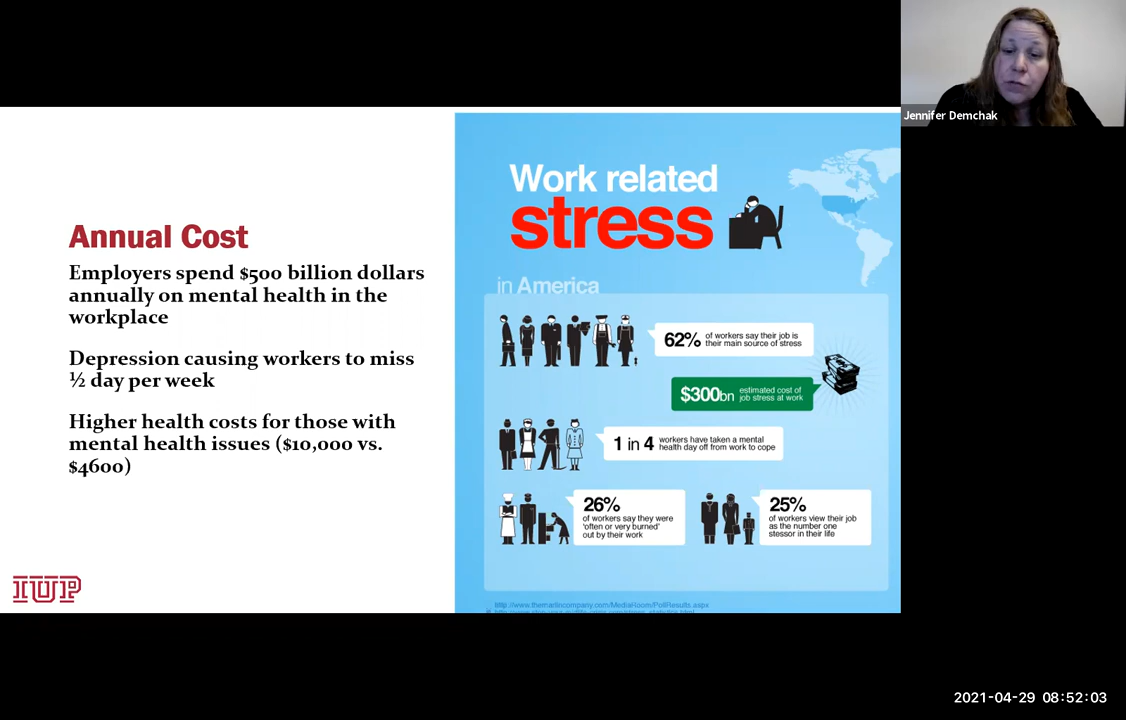 Jennifer Demchak
Annual Cost
Employers spend $500 billion dollars
annually on mental health in the
workplace
Depression causing workers to miss
½ day per week
Higher health costs for those with
mental health issues ($10,000 vs.
$4600)
IUP
Work related
stress
in America
62% of workers say their job is
their main source of stress
$300bn estimated cost of
job stress at work
1 in 4 workers have taken a mental
health day off from work to cope
26%
of workers say they were
'often or very burned'
out by their work
25%
of workers view their job
as the number one
stressor in their life
http://www.themarlincompany.com/MediaRoom/PollResults.aspx
2021-04-29 08:52:03